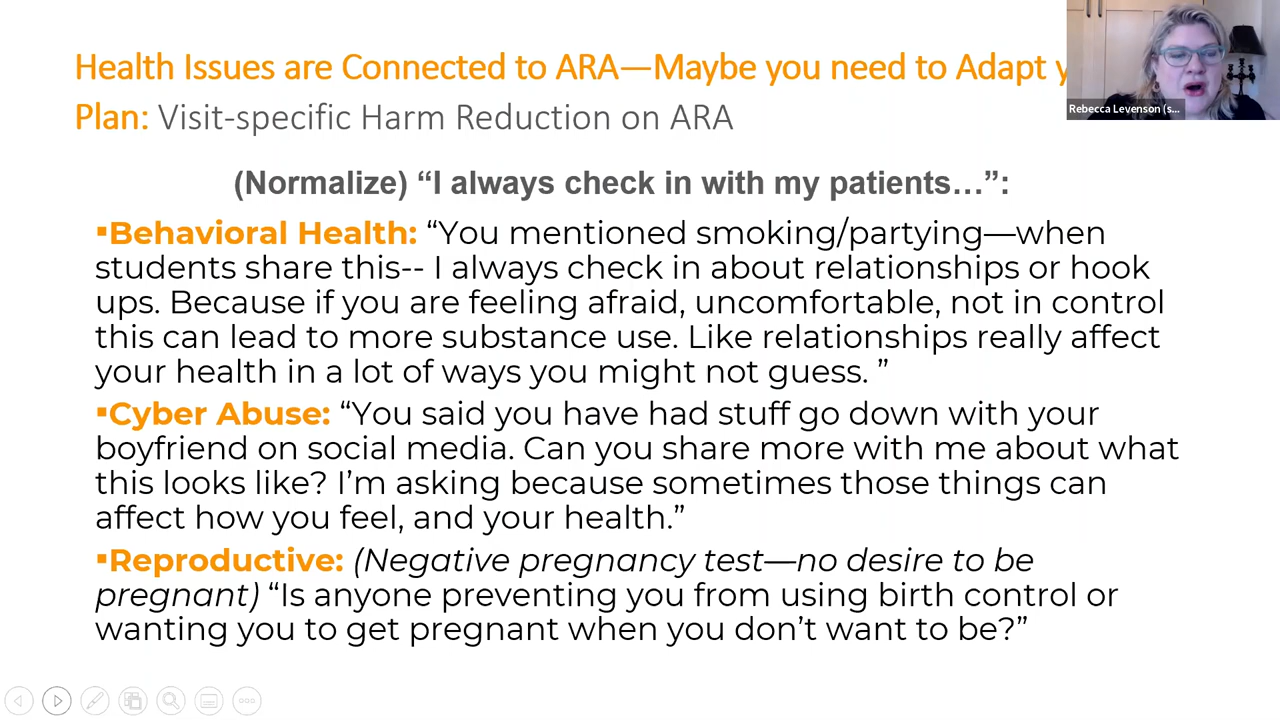 Health Issues are Connected to ARA—Maybe you need to Adapt y
Plan: Visit-specific Harm Reduction on ARA
Rebecca Levenson (s...
(Normalize) “I always check in with my patients…”:
▪Behavioral Health: “You mentioned smoking/partying—when
students share this-- I always check in about relationships or hook
ups. Because if you are feeling afraid, uncomfortable, not in control
this can lead to more substance use. Like relationships really affect
your health in a lot of ways you might not guess. ”
▪Cyber Abuse: “You said you have had stuff go down with your
boyfriend on social media. Can you share more with me about what
this looks like? I’m asking because sometimes those things can
affect how you feel, and your health.”
▪Reproductive: (Negative pregnancy test—no desire to be
pregnant) “Is anyone preventing you from using birth control or
wanting you to get pregnant when you don’t want to be?”